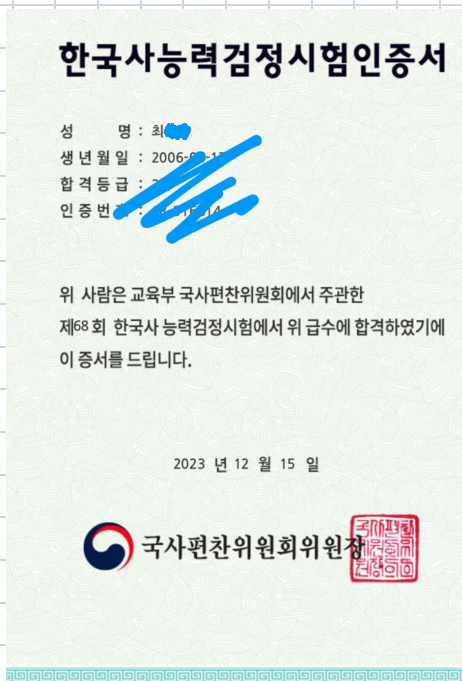 한국사능력검정시험인증서
성 명 : 최
생년월일 : 2006-
합격등급 :
인증번호 :
위 사람은 교육부 국사편찬위원회에서 주관한
제68회 한국사 능력검정시험에서 위 급수에 합격하였기에
이 증서를 드립니다.
2023 년 12 월 15 일
국사편찬위원회위원장